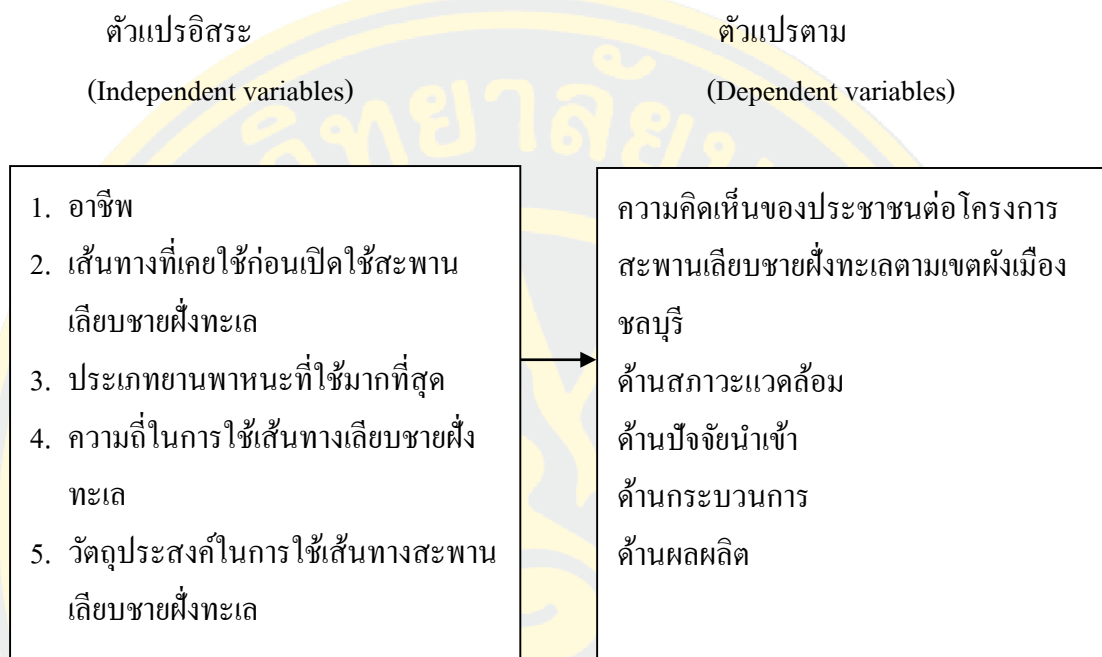 ตัวแปรอิสระ
(Independent variables)
ตัวแปรตาม
(Dependent variables)
1. อาชีพ
2. เส้นทางที่เคยใช้ก่อนเปิดใช้สะพาน
เลียบชายฝั่งทะเล
3. ประเภทยานพาหนะที่ใช้มากที่สุด
4. ความถี่ในการใช้เส้นทางเลียบชายฝั่ง
ทะเล
5. วัตถุประสงค์ในการใช้เส้นทางสะพาน
เลียบชายฝั่งทะเล
ความคิดเห็นของประชาชนต่อโครงการ
สะพานเลียบชายฝั่งทะเลตามเขตผังเมือง
ชลบุรี
ด้านสภาวะแวดล้อม
ด้านปัจจัยนำเข้า
ด้านกระบวนการ
ด้านผลผลิต